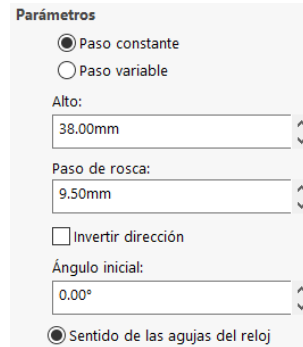 Parámetros
Paso constante
Paso variable
Alto:
38.00mm
Paso de rosca:
9.50mm
Invertir dirección
Ángulo inicial:
0.00°
Sentido de las agujas del reloj